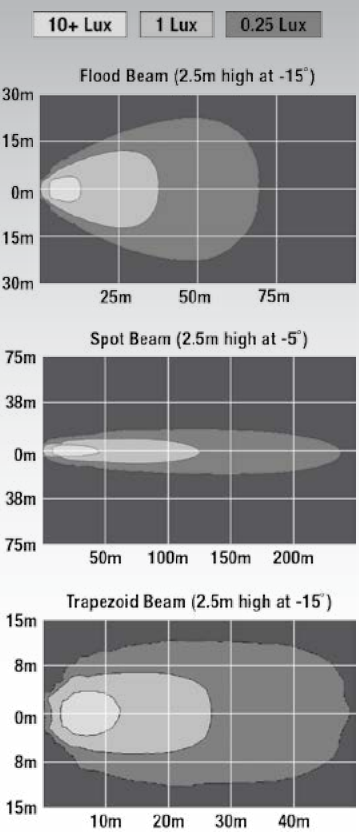 10+ Lux 1 Lux 0.25 Lux
Flood Beam (2.5m high at -15°)
30m
15m
0m
15m
30m
25m 50m 75m
Spot Beam (2.5m high at -5°)
75m
38m
0m
38m
75m
50m 100m 150m 200m
Trapezoid Beam (2.5m high at -15°)
15m
8m
0m
8m
15m
10m 20m 30m 40m